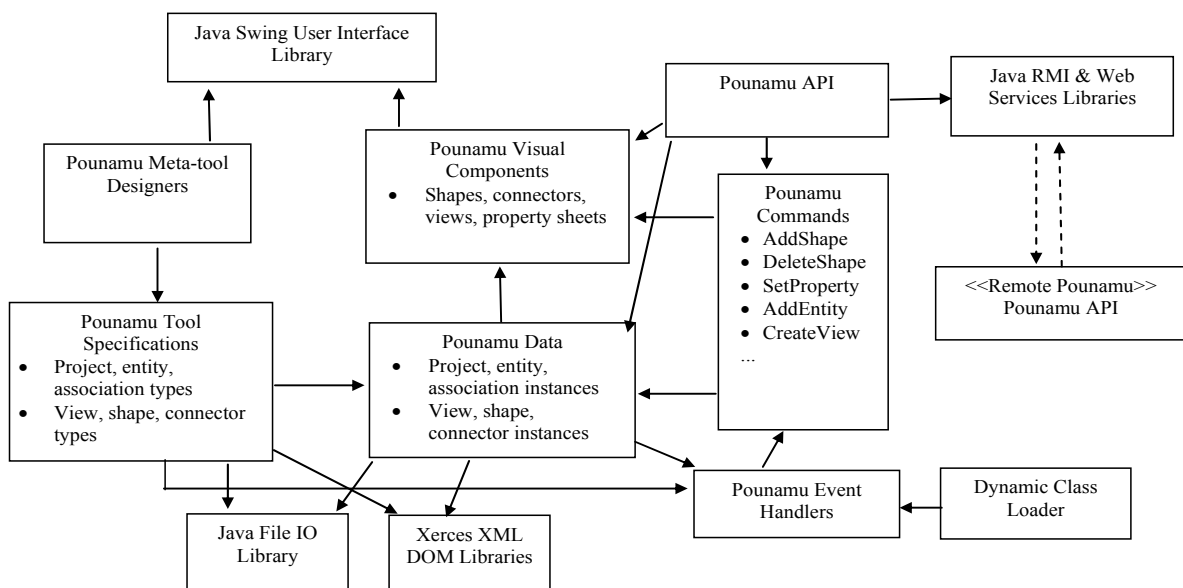 Java Swing User Interface
Library
Pounamu API
Java RMI & Web
Services Libraries
Pounamu Meta-tool
Designers
Pounamu Visual
Components
• Shapes, connectors,
views, property sheets
Pounamu
Commands
• AddShape
• DeleteShape
• SetProperty
• AddEntity
• CreateView
...
<<Remote Pounamu>>
Pounamu API
Pounamu Tool
Specifications
• Project, entity,
association types
• View, shape, connector
types
Pounamu Data
• Project, entity,
association instances
• View, shape,
connector instances
Pounamu Event
Handlers
Dynamic Class
Loader
Java File IO
Library
Xerces XML
DOM Libraries